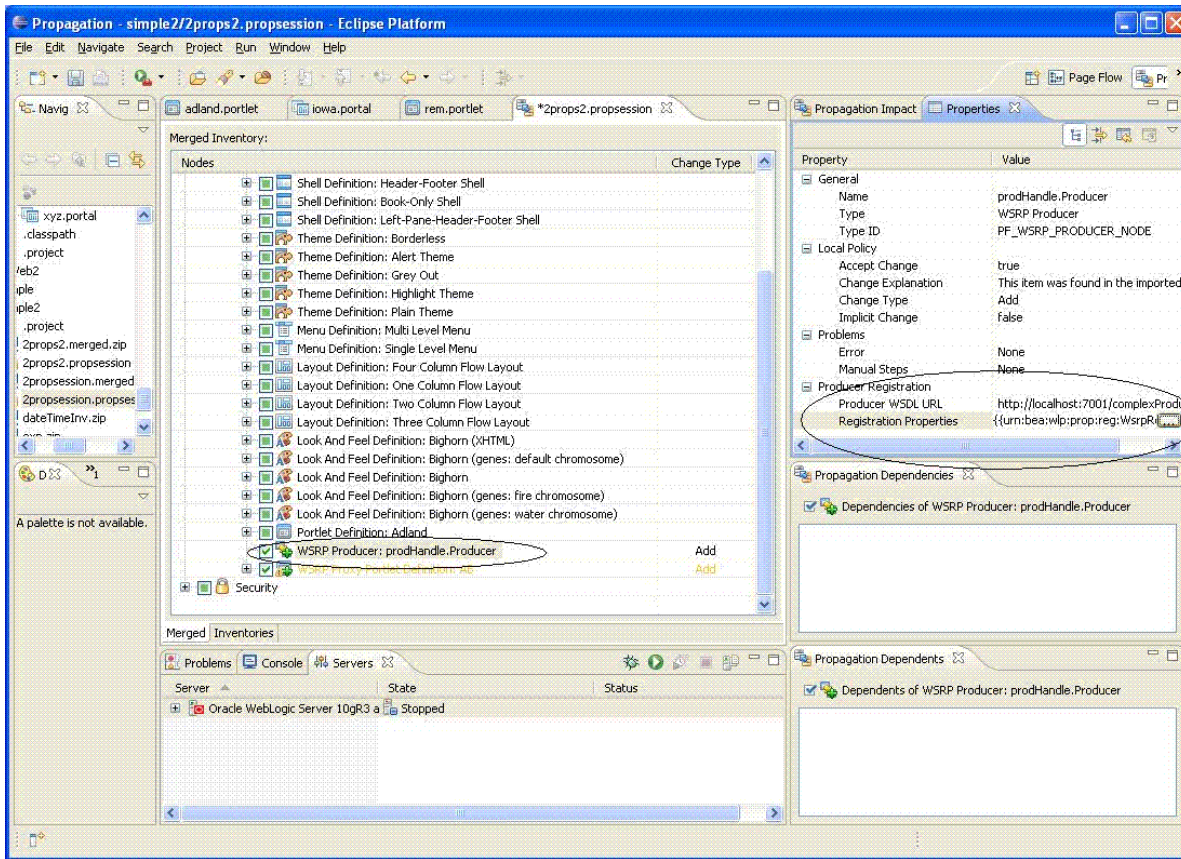 Propagation - simple2/2props2.propsession - Eclipse Platform
File Edit Navigate Search Project Run Window Help
Page Flow Pr
Navig
adland.portlet iowa.portal rem.portlet *2props2.propsession
Merged Inventory:
Nodes Change Type
Shell Definition: Header-Footer Shell
Shell Definition: Book-Only Shell
Shell Definition: Left-Pane-Header-Footer Shell
Theme Definition: Borderless
Theme Definition: Alert Theme
Theme Definition: Grey Out
Theme Definition: Highlight Theme
Theme Definition: Plain Theme
Menu Definition: Multi Level Menu
Menu Definition: Single Level Menu
Layout Definition: Four Column Flow Layout
Layout Definition: One Column Flow Layout
Layout Definition: Two Column Flow Layout
Layout Definition: Three Column Flow Layout
Look And Feel Definition: Bighorn (XHTML)
Look And Feel Definition: Bighorn (genes: default chromosome)
Look And Feel Definition: Bighorn
Look And Feel Definition: Bighorn (genes: fire chromosome)
Look And Feel Definition: Bighorn (genes: water chromosome)
Portlet Definition: Adland
WSRP Producer: prodHandle.Producer Add
WSRP Proxy Portlet Definition: AB Add
Security
Merged Inventories
xyz.portal
.classpath
.project
/eb2
ple
ple2
.project
2props2.merged.zip
2props2.propsession
2propsession.merged
2propsession.propses
dateTimeInv.zip
D 1
A palette is not available.
Problems Console Servers
Server State Status
Oracle WebLogic Server 10gR3 a Stopped
Propagation Impact Properties
Property Value
General
Name prodHandle.Producer
Type WSRP Producer
Type ID PF_WSRP_PRODUCER_NODE
Local Policy
Accept Change true
Change Explanation This item was found in the imported
Change Type Add
Implicit Change false
Problems
Error None
Manual Steps None
Producer Registration
Producer WSDL URL http://localhost:7001/complexProdu
Registration Properties {{urn:bea:wlp:prop:reg:WsrpR ...
Propagation Dependencies
Dependencies of WSRP Producer: prodHandle.Producer
Propagation Dependents
Dependents of WSRP Producer: prodHandle.Producer